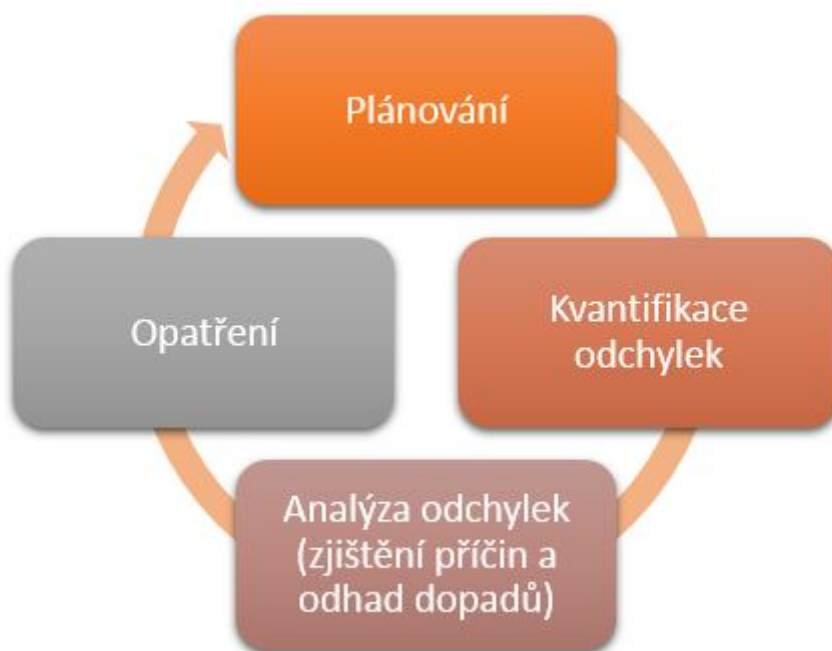 Plánování
Kvantifikace
odchylek
Analýza odchylek
(zjištění příčin a
odhad dopadů)
Opatření